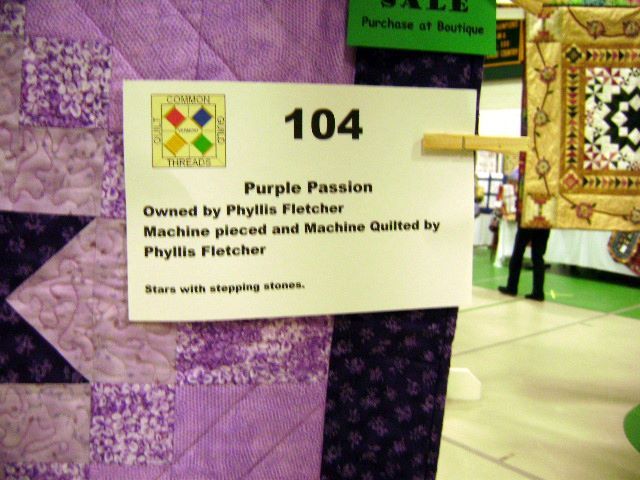 SALE
Purchase at Boutique
COMMON
QUILT
VERMONT
GUILD
THREADS
104
Purple Passion
Owned by Phyllis Fletcher
Machine pieced and Machine Quilted by
Phyllis Fletcher
Stars with stepping stones.